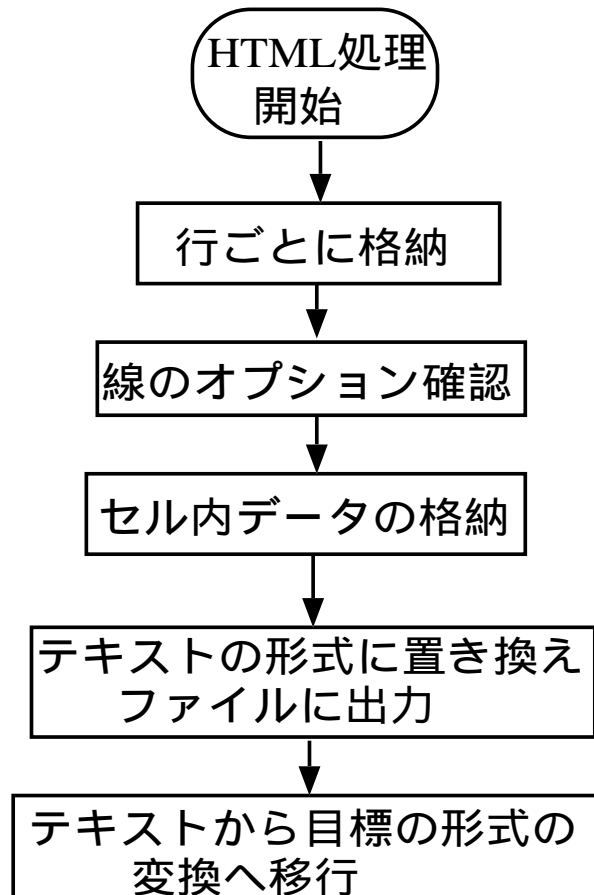 HTML処理
開始
行ごとに格納
線のオプション確認
セル内データの格納
テキストの形式に置き換え
ファイルに出力
テキストから目標の形式の
変換へ移行